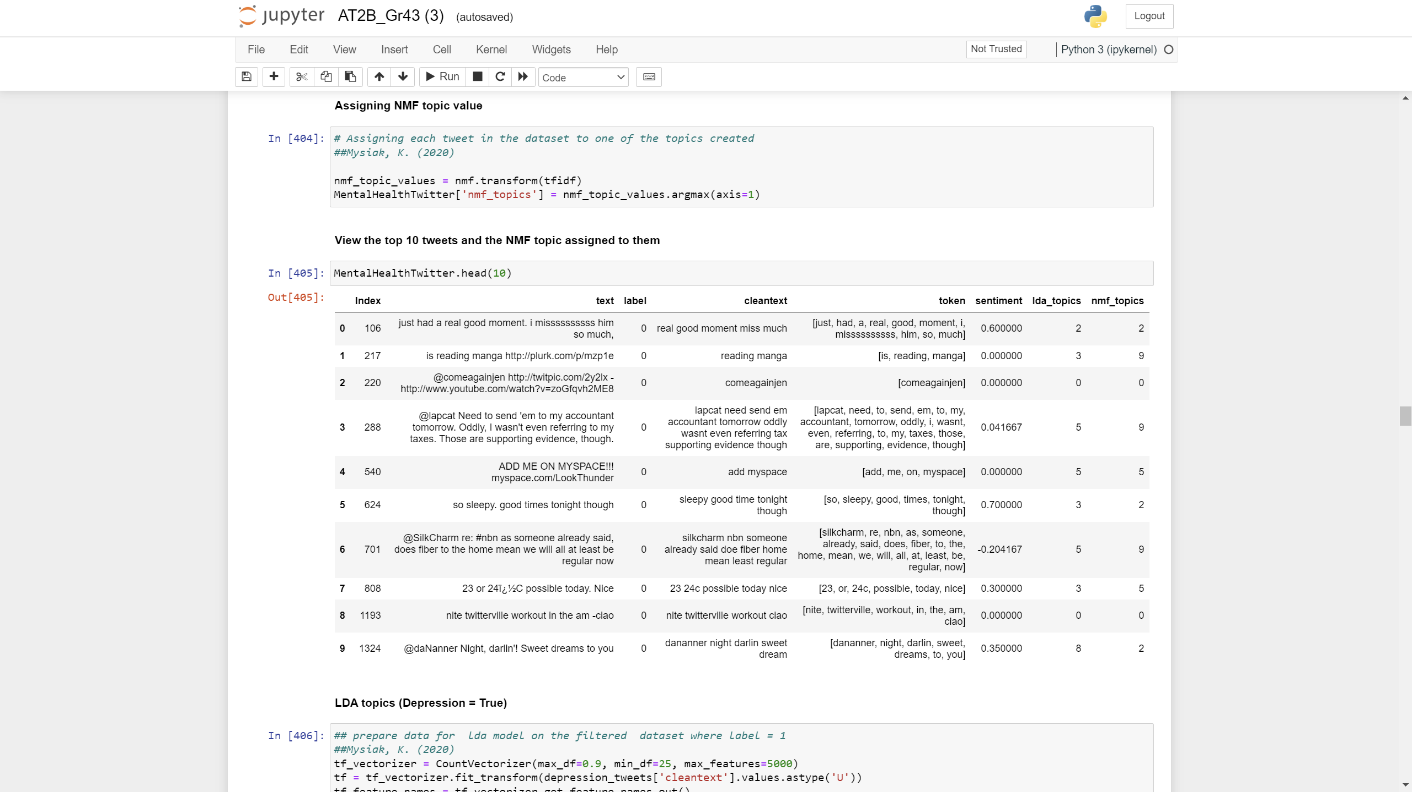 jupyter AT2B_Gr43 (3) (autosaved)
Logout
File Edit View Insert Cell Kernel Widgets Help
Not Trusted
Python 3 (ipykernel)
Run
Code
Assigning NMF topic value
In [404]:
# Assigning each tweet in the dataset to one of the topics created
##Mysiak, K. (2020)
nmf_topic_values = nmf.transform(tfidf)
MentalHealthTwitter['nmf_topics'] = nmf_topic_values.argmax(axis=1)
View the top 10 tweets and the NMF topic assigned to them
In [405]: MentalHealthTwitter.head(10)
Out[405]:
Index text label cleantext token sentiment lda_topics nmf_topics
0 106
just had a real good moment. i missssssssss him
so much,
0
real good moment miss much
[just, had, a, real, good, moment, i,
missssssssss, him, so, much]
0.600000 2 2
1 217 is reading manga http://plurk.com/p/mzp1e 0 reading manga [is, reading, manga] 0.000000 3 9
2 220
@comeagainjen http://twitpic.com/2y2lx -
http://www.youtube.com/watch?v=zoGfqvh2ME8
0 comeagainjen [comeagainjen] 0.000000 0 0
3 288
@lapcat Need to send 'em to my accountant
tomorrow. Oddly, I wasn't even referring to my
taxes. Those are supporting evidence, though.
0
lapcat need send em
accountant tomorrow oddly
wasnt even referring tax
supporting evidence though
[lapcat, need, to, send, em, to, my,
accountant, tomorrow, oddly, i, wasnt,
even, referring, to, my, taxes, those,
are, supporting, evidence, though]
0.041667 5 9
4 540
ADD ME ON MYSPACE!!!
myspace.com/LookThunder
0 add myspace [add, me, on, myspace] 0.000000 5 5
5 624 so sleepy. good times tonight though 0
sleepy good time tonight
though
[so, sleepy, good, times, tonight,
though]
0.700000 3 2
6 701
@SilkCharm re: #nbn as someone already said,
does fiber to the home mean we will all at least be
regular now
0
silkcharm nbn someone
already said doe fiber home
mean least regular
[silkcharm, re, nbn, as, someone,
already, said, does, fiber, to, the,
home, mean, we, will, all, at, least, be,
regular, now]
-0.204167 5 9
7 808 23 or 24ï¿½C possible today. Nice 0 23 24c possible today nice [23, or, 24c, possible, today, nice] 0.300000 3 5
8 1193 nite twitterville workout in the am -ciao 0 nite twitterville workout ciao
[nite, twitterville, workout, in, the, am,
ciao]
0.000000 0 0
9 1324 @daNanner Night, darlin'! Sweet dreams to you 0
dananner night darlin sweet
dream
[dananner, night, darlin, sweet,
dreams, to, you]
0.350000 8 2
LDA topics (Depression = True)
In [406]:
## prepare data for  lda model on the filtered  dataset where label = 1
##Mysiak, K. (2020)
tf_vectorizer = CountVectorizer(max_df=0.9, min_df=25, max_features=5000)
tf = tf_vectorizer.fit_transform(depression_tweets['cleantext'].values.astype('U'))
tf_feature_names = tf_vectorizer.get_feature_names_out()